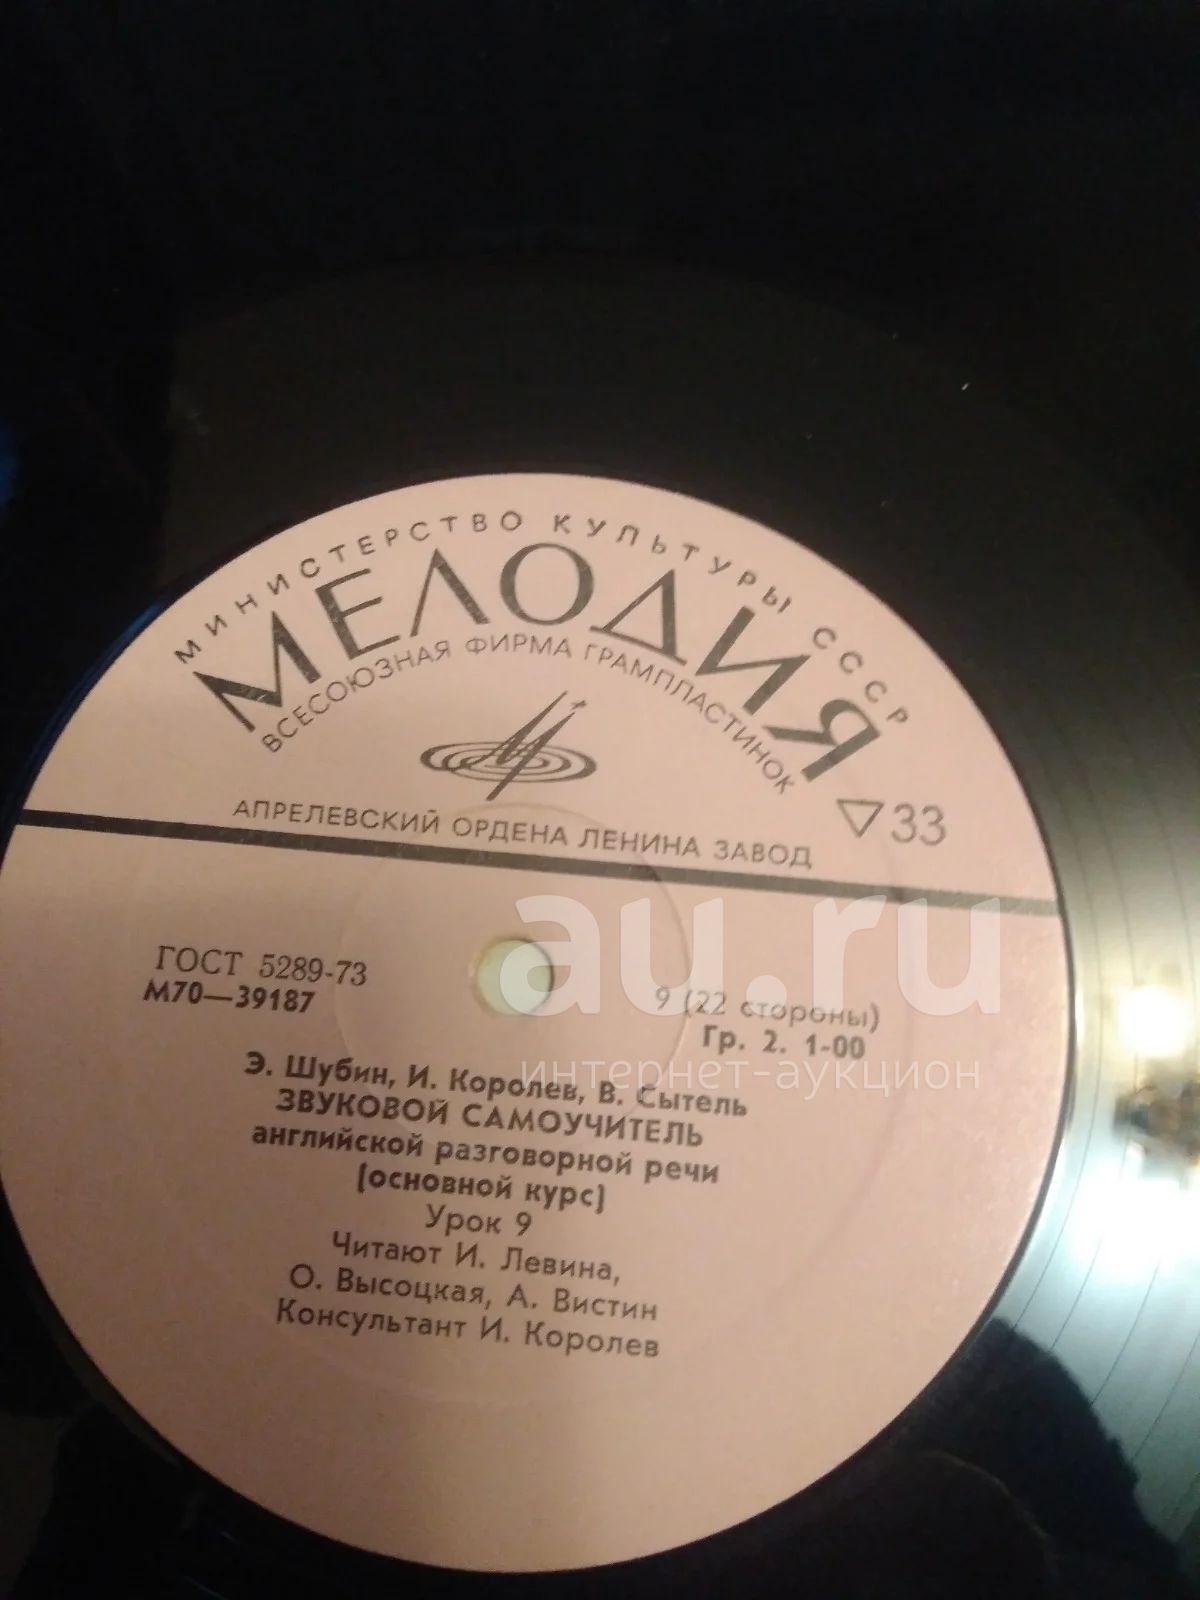 МИНИСТЕРСТВО КУЛЬТУРЫ СССР
МЕЛОДИЯ
ВСЕСОЮЗНАЯ ФИРМА ГРАМПЛАСТИНОК
33
АПРЕЛЕВСКИЙ ОРДЕНА ЛЕНИНА ЗАВОД
au.ru
интернет-аукцион
ГОСТ 5289-73
М70—39187
9 (22 стороны)
Гр. 2. 1-00
Э. Шубин, И. Королев, В. Сытель
ЗВУКОВОЙ САМОУЧИТЕЛЬ
английской разговорной речи
[основной курс]
Урок 9
Читают И. Левина,
О. Высоцкая, А. Вистин
Консультант И. Королев